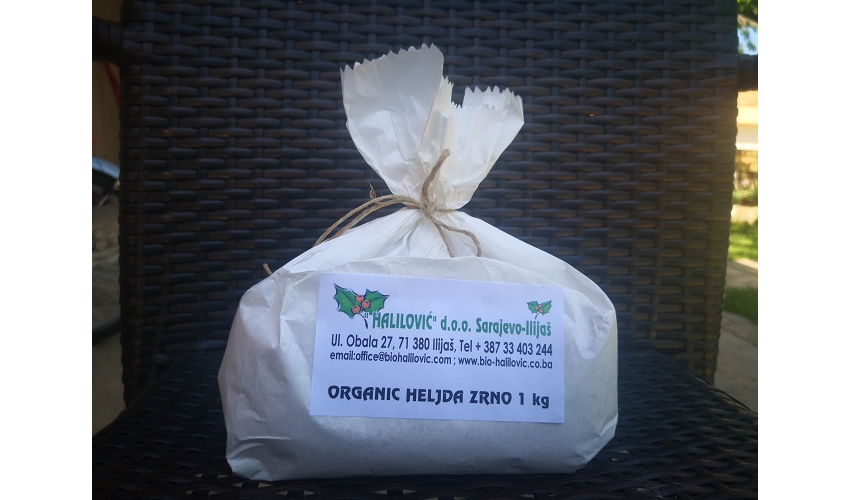 "HALILOVIĆ" d.o.o. Sarajevo-Ilijaš
Ul. Obala 27, 71 380 Ilijaš, Tel + 387 33 403 244
email:office@biohalilovic.com ; www.bio-halilovic.co.ba
ORGANIC HELJDA ZRNO 1 kg